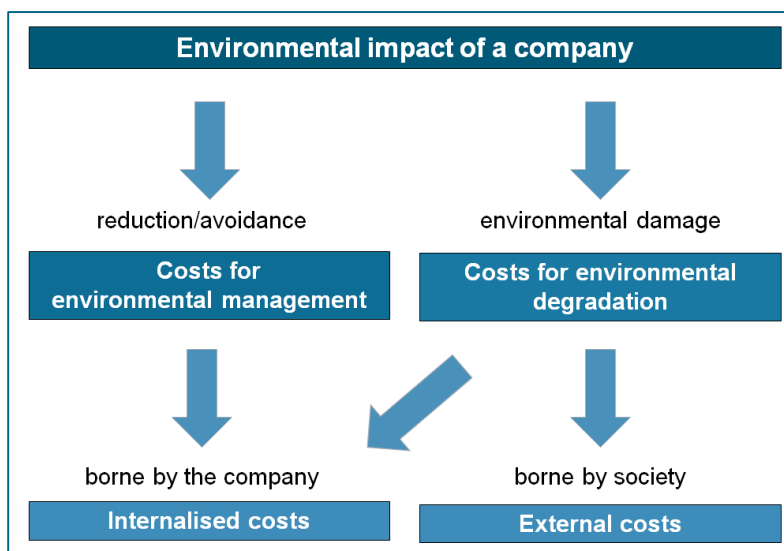 Environmental impact of a company
reduction/avoidance
environmental damage
Costs for
environmental management
Costs for environmental
degradation
borne by the company
borne by society
Internalised costs
External costs